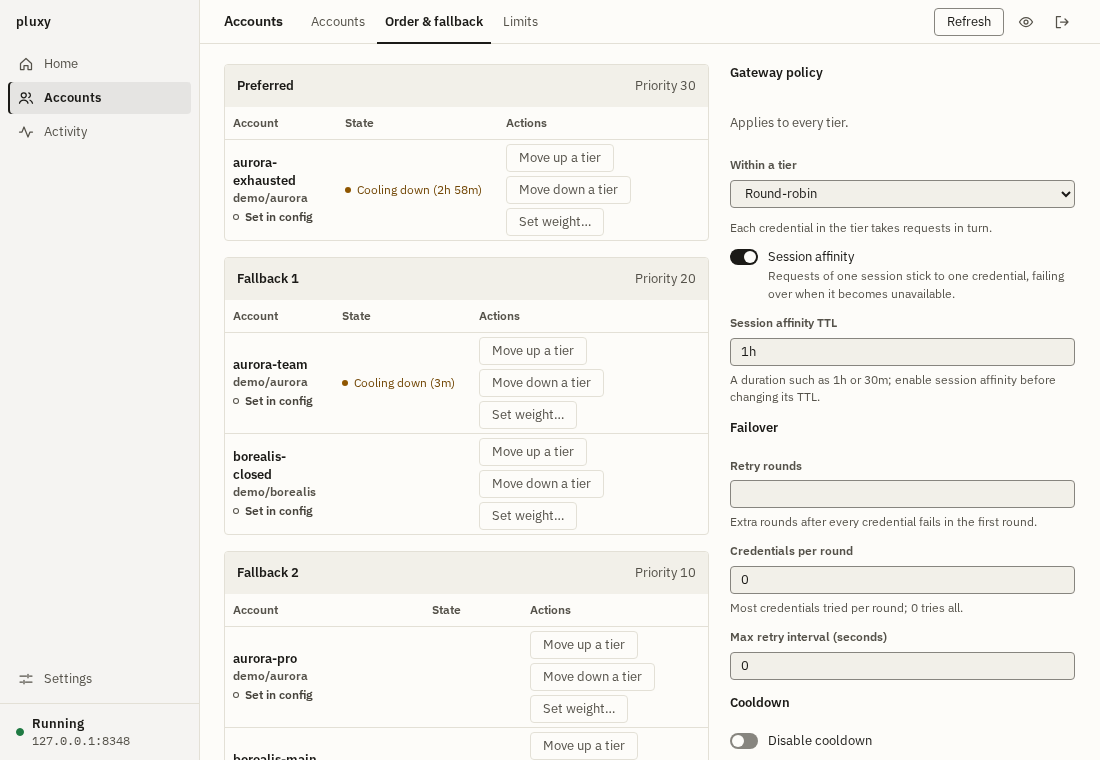 pluxy
Home
Accounts
Activity
Settings
Running
127.0.0.1:8348
Accounts
Accounts
Order & fallback
Limits
Refresh
Preferred
Priority 30
Account
State
Actions
aurora-
exhausted
demo/aurora
Set in config
Cooling down (2h 58m)
Move up a tier
Move down a tier
Set weight...
Fallback 1
Priority 20
Account
State
Actions
aurora-team
demo/aurora
Set in config
Cooling down (3m)
Move up a tier
Move down a tier
Set weight...
borealis-
closed
demo/borealis
Set in config
Move up a tier
Move down a tier
Set weight...
Fallback 2
Priority 10
Account
State
Actions
aurora-pro
demo/aurora
Set in config
Move up a tier
Move down a tier
Set weight...
borealis-main
Move up a tier
Gateway policy
Applies to every tier.
Within a tier
Round-robin
Each credential in the tier takes requests in turn.
Session affinity
Requests of one session stick to one credential, failing
over when it becomes unavailable.
Session affinity TTL
1h
A duration such as 1h or 30m; enable session affinity before
changing its TTL.
Failover
Retry rounds
Extra rounds after every credential fails in the first round.
Credentials per round
0
Most credentials tried per round; 0 tries all.
Max retry interval (seconds)
0
Cooldown
Disable cooldown